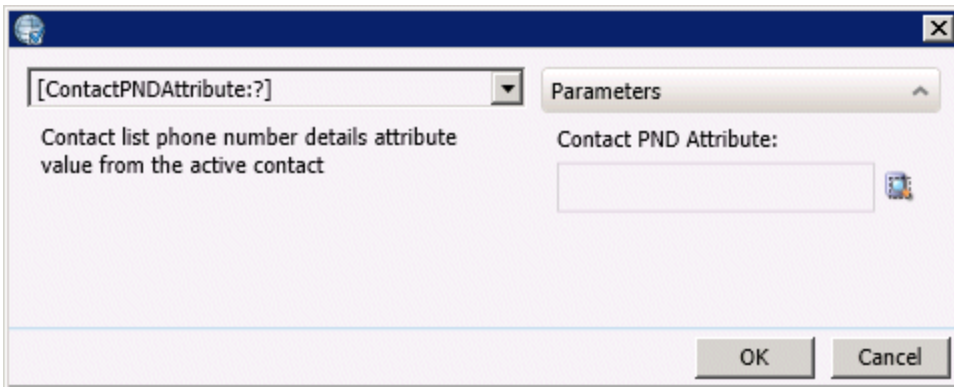 [ContactPNDAttribute:?]
Contact list phone number details attribute
value from the active contact
Parameters
Contact PND Attribute:
OK
Cancel